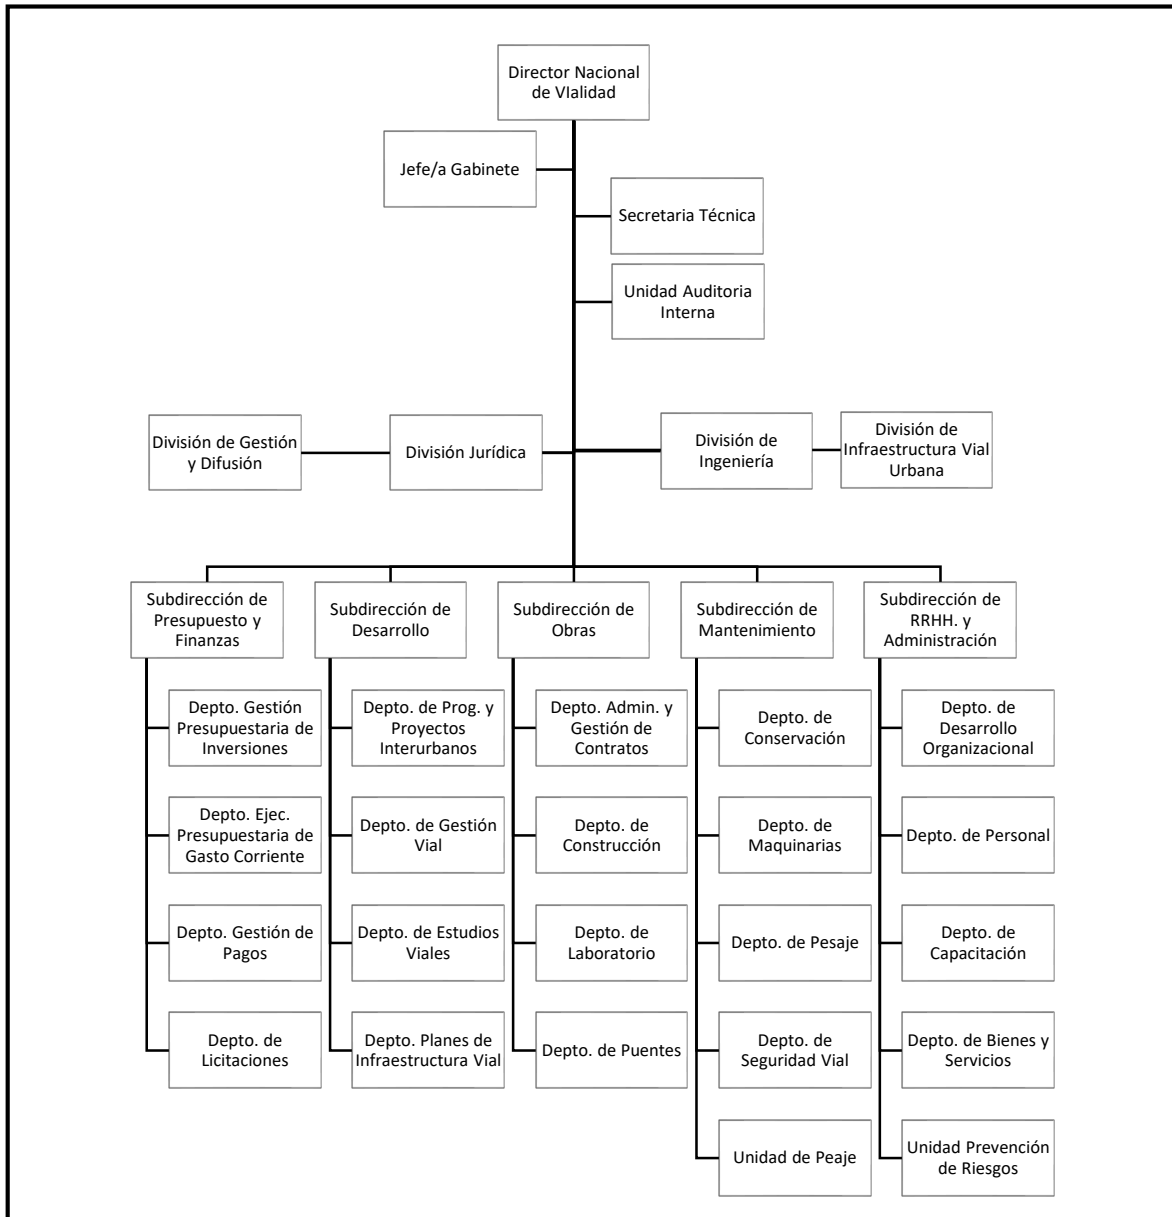 Director Nacional
de VIalidad
Jefe/a Gabinete
Secretaria Técnica
Unidad Auditoria
Interna
División de Gestión
y Difusión
División Jurídica
División de
Ingeniería
División de
Infraestructura Vial
Urbana
Subdirección de
Presupuesto y
Finanzas
Subdirección de
Desarrollo
Subdirección de
Obras
Subdirección de
Mantenimiento
Subdirección de
RRHH. y
Administración
Depto. Gestión
Presupuestaria de
Inversiones
Depto. de Prog. y
Proyectos
Interurbanos
Depto. Admin. y
Gestión de
Contratos
Depto. de
Conservación
Depto. de
Desarrollo
Organizacional
Depto. Ejec.
Presupuestaria de
Gasto Corriente
Depto. de Gestión
Vial
Depto. de
Construcción
Depto. de
Maquinarias
Depto. de Personal
Depto. Gestión de
Pagos
Depto. de Estudios
Viales
Depto. de
Laboratorio
Depto. de Pesaje
Depto. de
Capacitación
Depto. de
Licitaciones
Depto. Planes de
Infraestructura Vial
Depto. de Puentes
Depto. de
Seguridad Vial
Depto. de Bienes y
Servicios
Unidad de Peaje
Unidad Prevención
de Riesgos